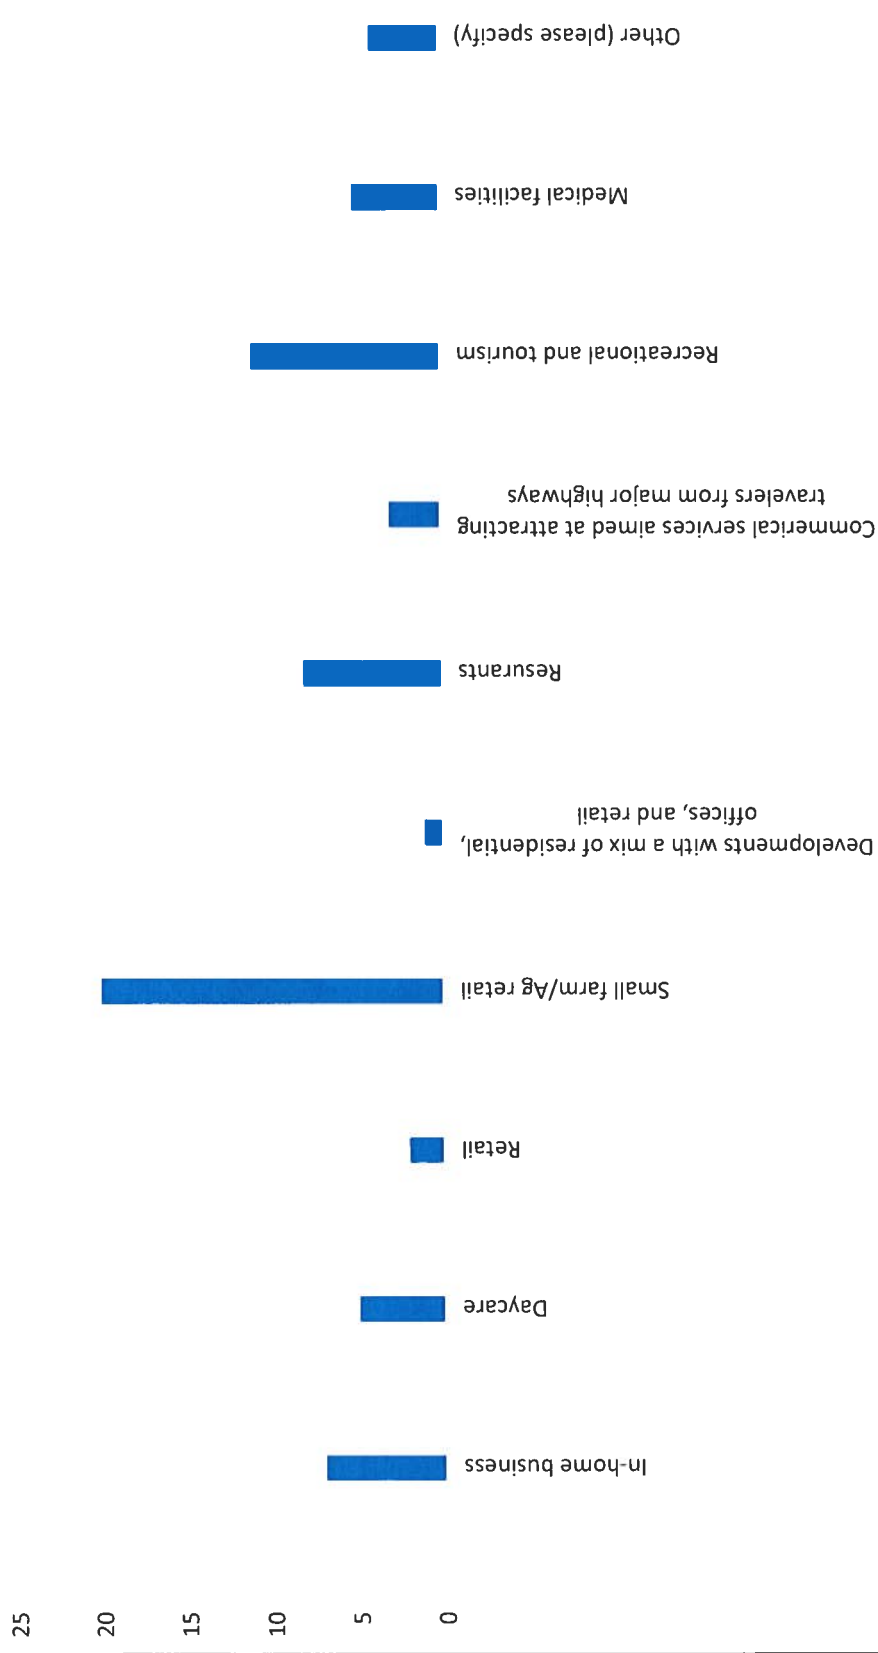 25
20
15
10
5
0
In-home business
Daycare
Retail
Small farm/Ag retail
Developments with a mix of residential,
offices, and retail
Resurants
Commerical services aimed at attracting
travelers from major highways
Recreational and tourism
Medical facilities
Other (please specify)